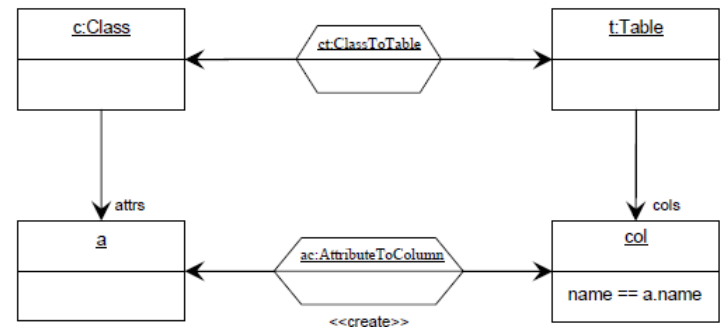 c:Class
ct:ClassToTable
t:Table
attrs
cols
a
ac:AttributeToColumn
col
name == a.name
<<create>>